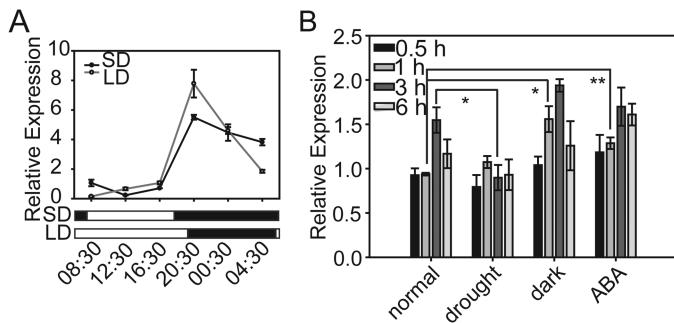 A
Relative Expression
10
8
6
4
2
0
SD
LD
SD
LD
08:30
12:30
16:30
20:30
00:30
04:30
B
Relative Expression
2.5
2.0
1.5
1.0
0.5
0.0
0.5 h
1 h
3 h
6 h
*
*
**
normal
drought
dark
ABA